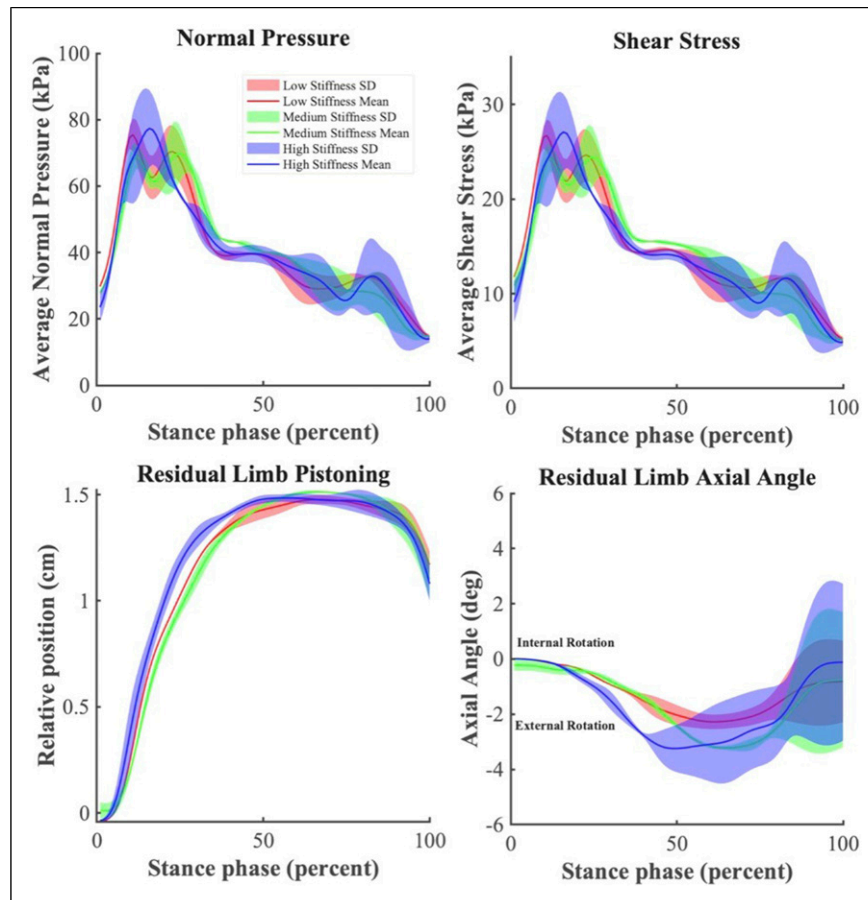 Normal Pressure
Average Normal Pressure (kPa)
100
80
60
40
20
0
0
50
100
Stance phase (percent)
Low Stiffness SD
Low Stiffness Mean
Medium Stiffness SD
Medium Stiffness Mean
High Stiffness SD
High Stiffness Mean
Shear Stress
Average Shear Stress (kPa)
30
20
10
0
0
50
100
Stance phase (percent)
Residual Limb Pistoning
Relative position (cm)
1.5
1
0.5
0
0
50
100
Stance phase (percent)
Residual Limb Axial Angle
Axial Angle (deg)
6
4
2
0
-2
-4
-6
Internal Rotation
External Rotation
0
50
100
Stance phase (percent)